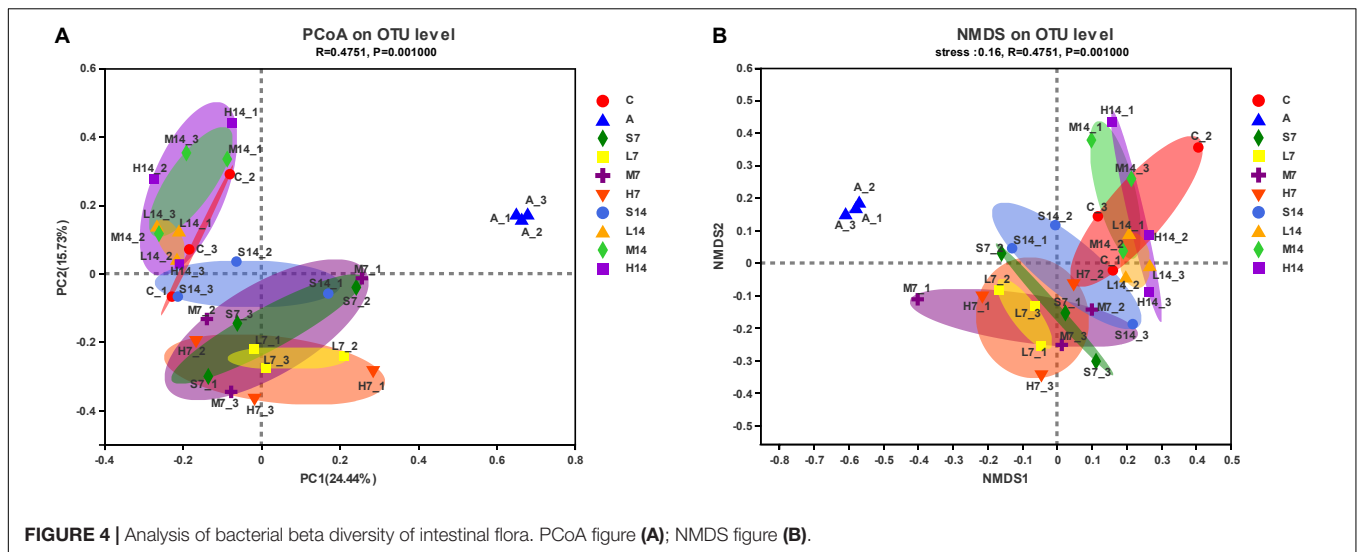 A
PCoA on OTU level
R=0.4751, P=0.001000
PC2(15.73%)
0.6
0.4
0.2
0
-0.2
-0.4
-0.4
-0.2
0
0.2
0.4
0.6
0.8
PC1(24.44%)
H14_1
M14_3
M14_1
H14_2
C_2
L14_3
L14_1
M14_2
C_3
L14_2
H14_3
S14_2
C_1
S14_3
S14_1
M7_1
S7_2
M7_2
S7_3
H7_2
L7_1
L7_2
L7_3
H7_1
S7_1
M7_3
H7_3
A_3
A_1
A_2
C
A
S7
L7
M7
H7
S14
L14
M14
H14
B
NMDS on OTU level
stress :0.16, R=0.4751, P=0.001000
NMDS2
0.6
0.5
0.4
0.3
0.2
0.1
0
-0.1
-0.2
-0.3
-0.4
-0.5
-0.8
-0.7
-0.6
-0.5
-0.4
-0.3
-0.2
-0.1
0
0.1
0.2
0.3
0.4
0.5
NMDS1
H14_1
M14_1
C_2
M14_3
A_2
A_1
A_3
C_3
S14_2
L14_1
H14_2
S14_1
M14_2
S7_3
C_1
L7_2
H7_2
L14_2
L14_3
H14_3
M7_1
H7_1
L7_3
S7_1
M7_2
S14_3
L7_1
M7_3
S7_3
H7_3
C
A
S7
L7
M7
H7
S14
L14
M14
H14
FIGURE 4 | Analysis of bacterial beta diversity of intestinal flora. PCoA figure (A); NMDS figure (B).